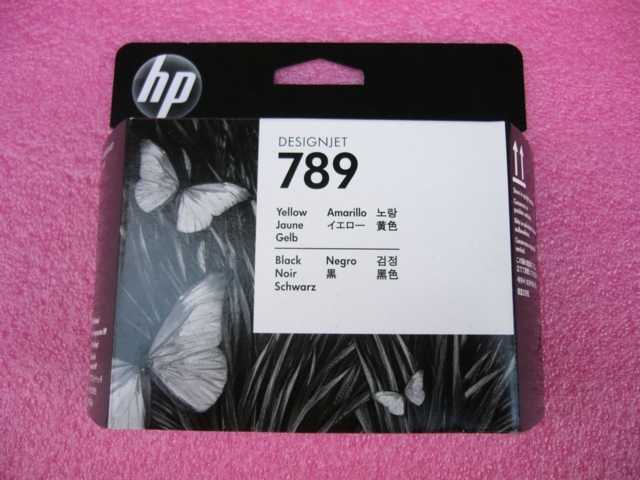 hp
DESIGNJET
789
Yellow Amarillo 노랑
Jaune イエロー 黄色
Gelb
Black Negro 검정
Noir 黒 黑色
Schwarz